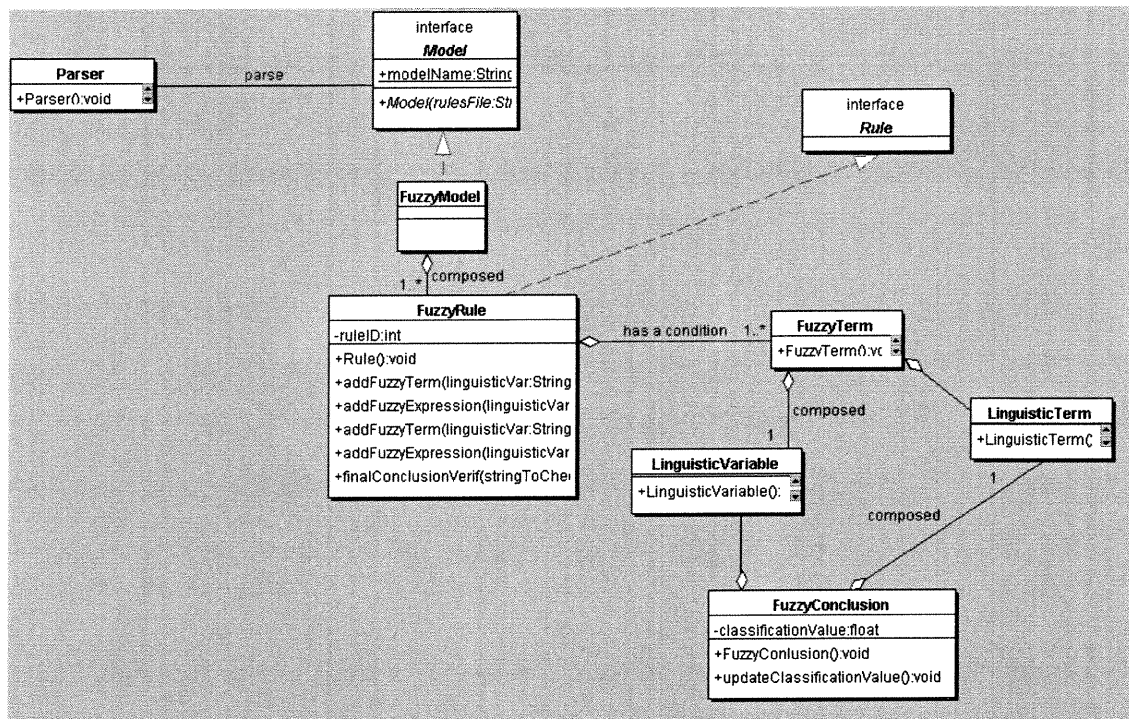 interface
Model
+modelName:String
+Model(rulesFile:Str
Parser
+Parser():void
parse
interface
Rule
FuzzyModel
1..*
composed
FuzzyRule
-ruleID:int
+Rule():void
+addFuzzyTerm(linguisticVar:String
+addFuzzyExpression(linguisticVar
+addFuzzyTerm(linguisticVar:String
+addFuzzyExpression(linguisticVar
+finalConclusionVerif(stringToChe
has a condition
1..*
FuzzyTerm
+FuzzyTerm():vc
composed
1
LinguisticTerm
+LinguisticTerm(
1
LinguisticVariable
+LinguisticVariable():
composed
FuzzyConclusion
-classificationValue:float
+FuzzyConlusion():void
+updateClassificationValue():void